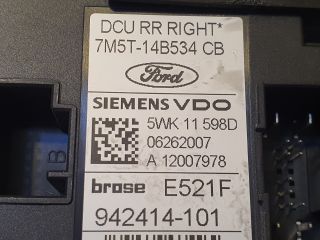 DCU RR RIGHT*
7M5T-14B534 CB
Ford
SIEMENS VDO
5WK 11 598D
06262007
A 12007978
brose E521F
942414-101
B